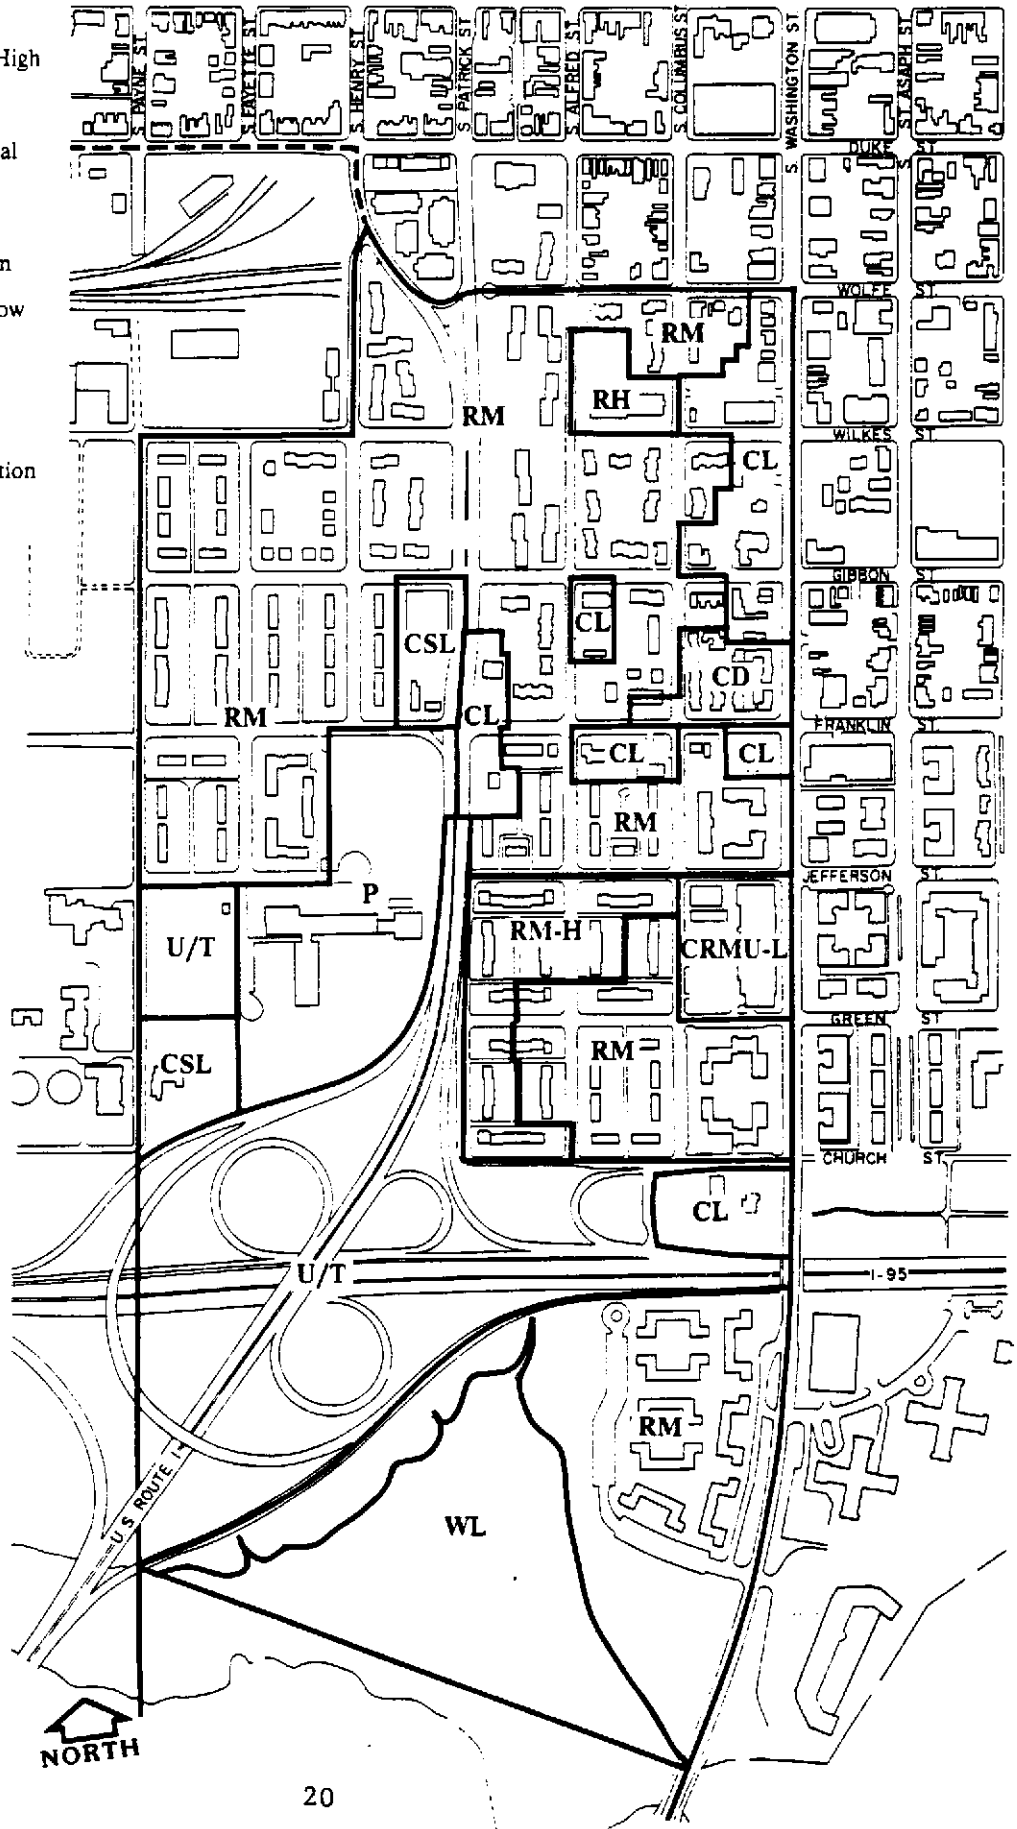 High
al
n
ow
tion
S. PAYNE ST.
S. FAYETTE ST.
S. HENRY ST.
S. PATRICK ST.
S. ALFRED ST.
S. COLUMBUS ST
S. WASHINGTON ST.
S. ST. ASAPH ST.
DUKE ST.
WOLFE ST.
RM
RH
RM
WILKES ST.
CL
GIBBON ST.
CL
CSL
CD
RM
CL
FRANKLIN ST.
CL
CL
RM
JEFFERSON ST.
P
RM-H
U/T
CRMU-L
GREEN ST
RM
CSL
CHURCH ST.
CL
U/T
I-95
RM
U S ROUTE 1
WL
NORTH
20